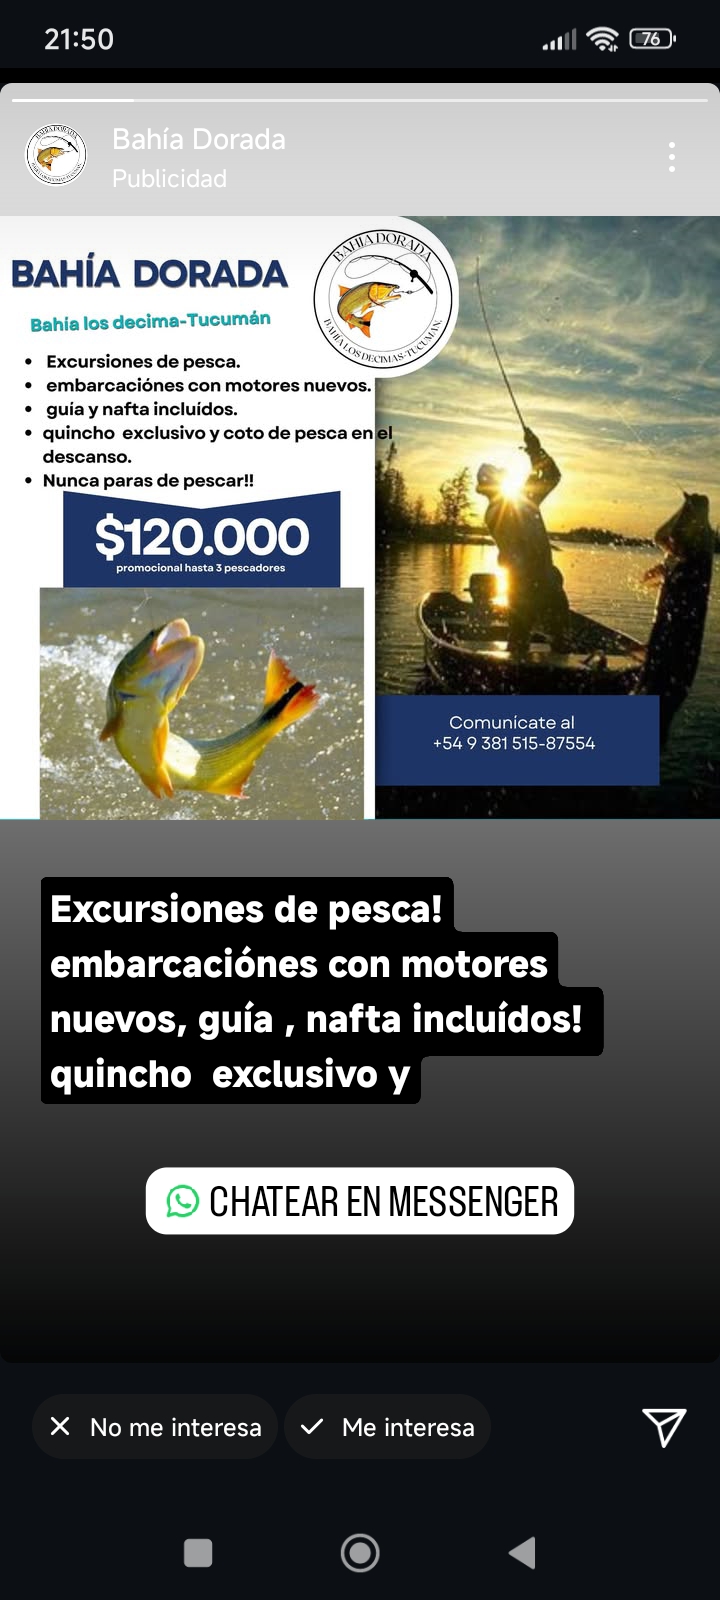 21:50
76
Bahía Dorada
Publicidad
BAHÍA DORADA
Bahía los decima-Tucumán
BAHIA DORADA
BAHIA LOS DECIMAS-TUCUMAN.
• Excursiones de pesca.
• embarcaciónes con motores nuevos.
• guía y nafta incluídos.
• quincho exclusivo y coto de pesca en el
descanso.
• Nunca paras de pescar!!
$120.000
promocional hasta 3 pescadores
Comunícate al
+54 9 381 515-87554
Excursiones de pesca!
embarcaciónes con motores
nuevos, guía , nafta incluídos!
quincho exclusivo y
CHATEAR EN MESSENGER
No me interesa
Me interesa